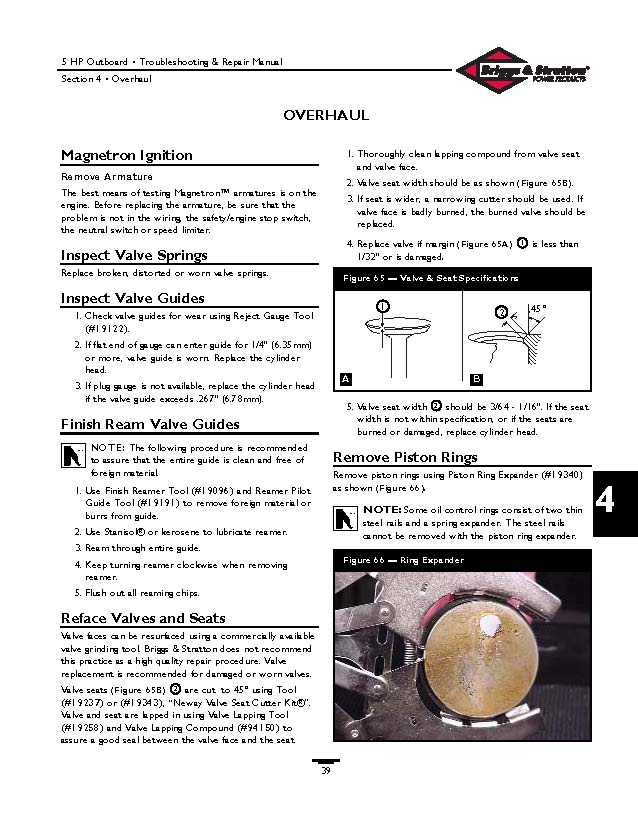 5 HP Outboard • Troubleshooting & Repair Manual
Section 4 • Overhaul
Briggs & Stratton
POWER PRODUCTS
OVERHAUL
Magnetron Ignition
Remove Armature
The best means of testing Magnetron™ armatures is on the
engine. Before replacing the armature, be sure that the
problem is not in the wiring, the safety/engine stop switch,
the neutral switch or speed limiter.
Inspect Valve Springs
Replace broken, distorted or worn valve springs.
Inspect Valve Guides
1. Check valve guides for wear using Reject Gauge Tool
(#19122).
2. If flat end of gauge can enter guide for 1/4" (6.35mm)
or more, valve guide is worn. Replace the cylinder
head.
3. If plug gauge is not available, replace the cylinder head
if the valve guide exceeds .267" (6.78mm).
Finish Ream Valve Guides
NOTE: The following procedure is recommended
to assure that the entire guide is clean and free of
foreign material.
1. Use Finish Reamer Tool (#19096) and Reamer Pilot
Guide Tool (#19191) to remove foreign material or
burrs from guide.
2. Use Stanisol® or kerosene to lubricate reamer.
3. Ream through entire guide.
4. Keep turning reamer clockwise when removing
reamer.
5. Flush out all reaming chips.
Reface Valves and Seats
Valve faces can be resurfaced using a commercially available
valve grinding tool. Briggs & Stratton does not recommend
this practice as a high quality repair procedure. Valve
replacement is recommended for damaged or worn valves.
Valve seats (Figure 65B) 2 are cut to 45° using Tool
(#19237) or (#19343), "Neway Valve Seat Cutter Kit®".
Valve and seat are lapped in using Valve Lapping Tool
(#19258) and Valve Lapping Compound (#94150) to
assure a good seal between the valve face and the seat.
1. Thoroughly clean lapping compound from valve seat
and valve face.
2. Valve seat width should be as shown (Figure 65B).
3. If seat is wider, a narrowing cutter should be used. If
valve face is badly burned, the burned valve should be
replaced.
4. Replace valve if margin (Figure 65A) 1 is less than
1/32" or is damaged.
Figure 65 — Valve & Seat Specifications
1
2
45°
A
B
5. Valve seat width 2 should be 3/64 - 1/16". If the seat
width is not within specification, or if the seats are
burned or damaged, replace cylinder head.
Remove Piston Rings
Remove piston rings using Piston Ring Expander (#19340)
as shown (Figure 66).
NOTE: Some oil control rings consist of two thin
steel rails and a spring expander. The steel rails
cannot be removed with the piston ring expander.
Figure 66 — Ring Expander
4
39